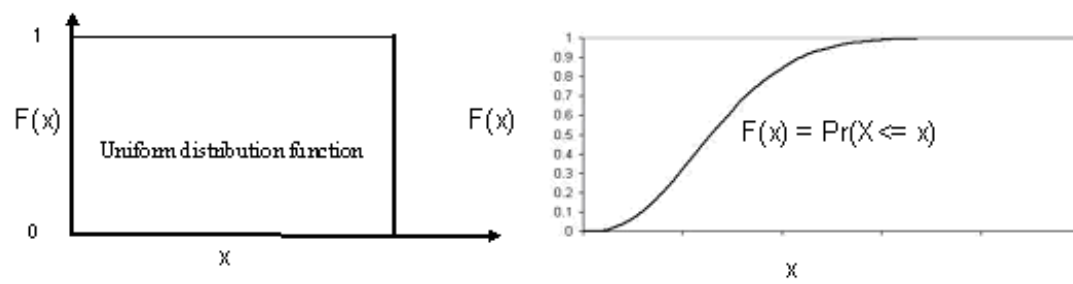 1
F(x)
Uniform distribution function
0
x
F(x)
1
0.9
0.8
0.7
0.6
0.5
0.4
0.3
0.2
0.1
0
F(x) = Pr(X <= x)
x